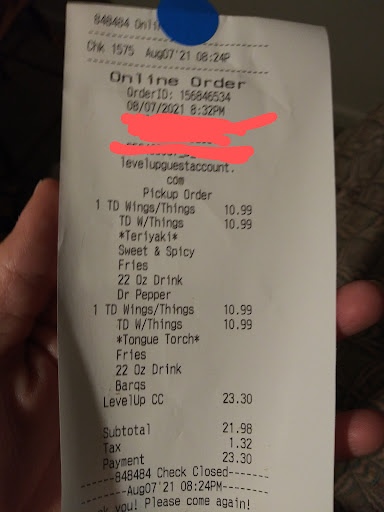 848484 Onli
Chk 1575 Aug07'21 08:24P
Online Order
OrderID: 156846534
08/07/2021 8:32PM
levelupguestaccount.
com
Pickup Order
1 TD Wings/Things 10.99
TD W/Things 10.99
*Teriyaki*
Sweet & Spicy
Fries
22 Oz Drink
Dr Pepper
1 TD Wings/Things 10.99
TD W/Things 10.99
*Tongue Torch*
Fries
22 Oz Drink
Barqs
LevelUp CC 23.30
Subtotal 21.98
Tax 1.32
Payment 23.30
------848484 Check Closed-------
-------Aug07'21 08:24PM--------
you! Please come again!